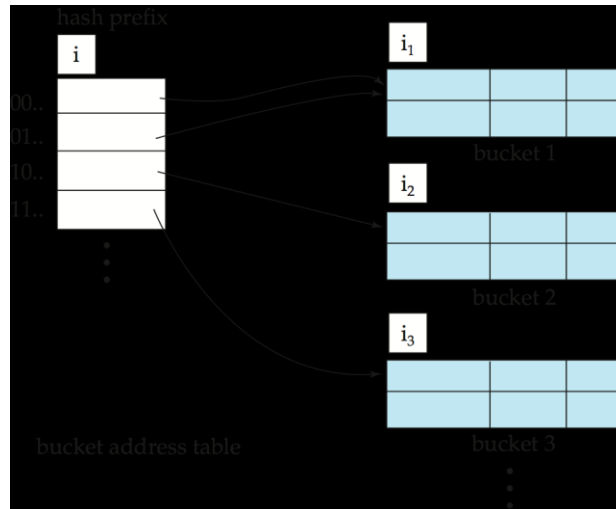 hash prefix
i
00..
01..
10..
11..
bucket address table
i₁
bucket 1
i₂
bucket 2
i₃
bucket 3